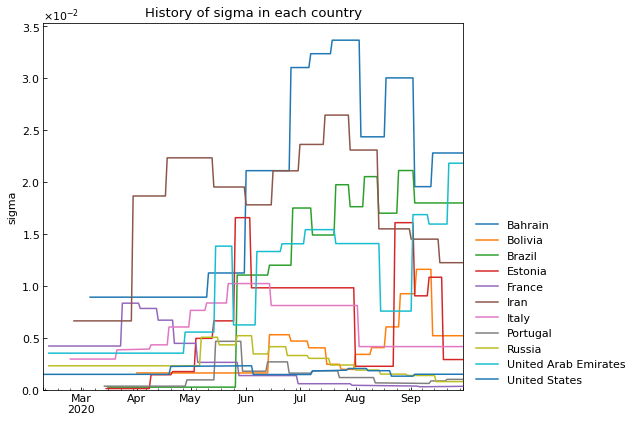 History of sigma in each country
×10⁻²
3.5
3.0
2.5
2.0
1.5
1.0
0.5
0.0
sigma
Mar
2020
Apr
May
Jun
Jul
Aug
Sep
Bahrain
Bolivia
Brazil
Estonia
France
Iran
Italy
Portugal
Russia
United Arab Emirates
United States